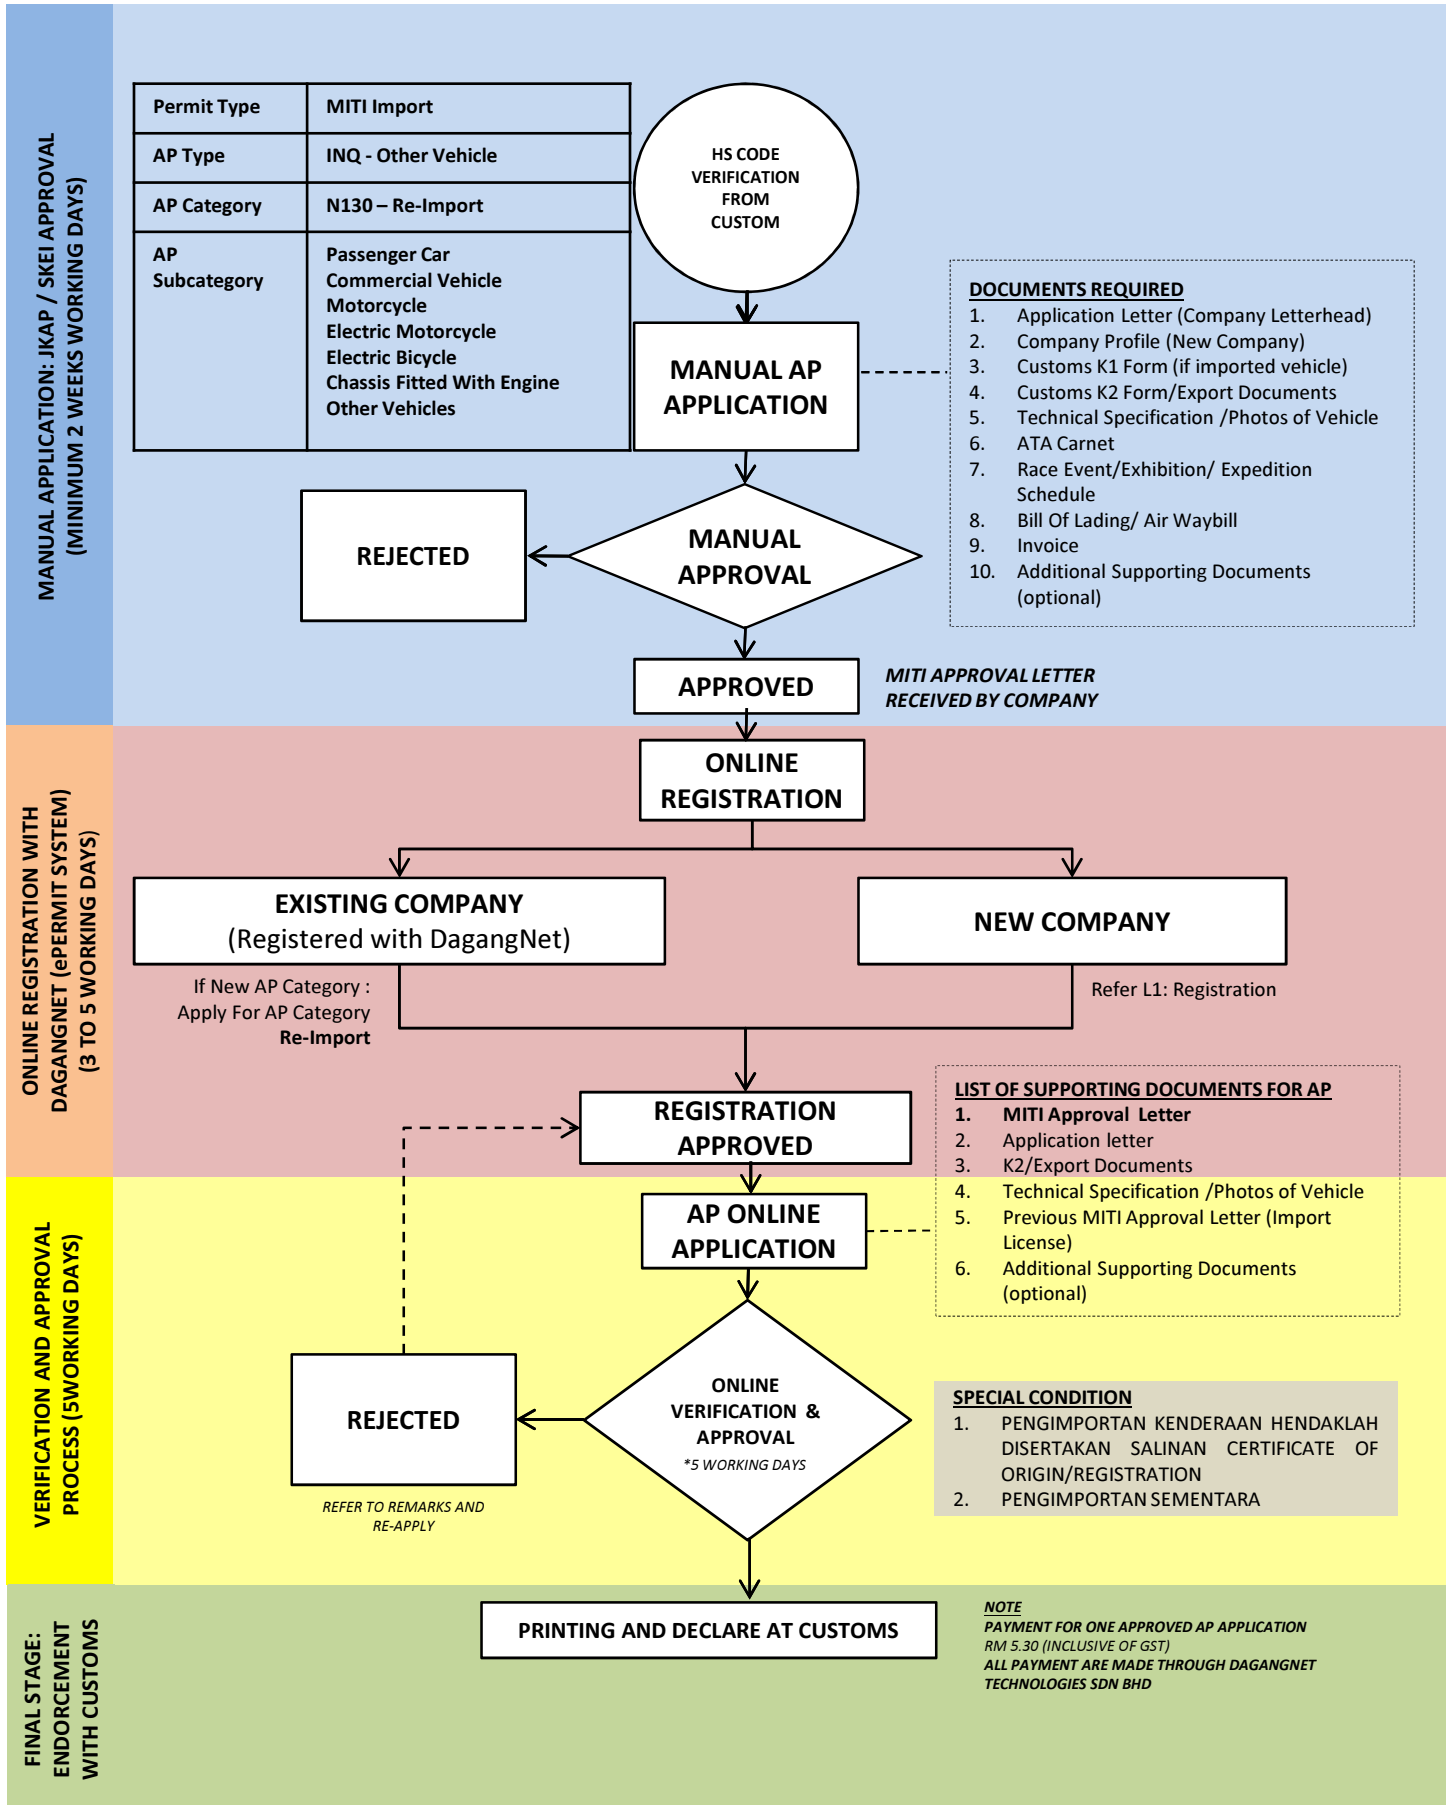 MANUAL APPLICATION: JKAP / SKEI APPROVAL
(MINIMUM 2 WEEKS WORKING DAYS)
Permit Type
MITI Import
AP Type
INQ - Other Vehicle
AP Category
N130 – Re-Import
AP
Subcategory
Passenger Car
Commercial Vehicle
Motorcycle
Electric Motorcycle
Electric Bicycle
Chassis Fitted With Engine
Other Vehicles
HS CODE
VERIFICATION
FROM
CUSTOM
MANUAL AP
APPLICATION
DOCUMENTS REQUIRED
1. Application Letter (Company Letterhead)
2. Company Profile (New Company)
3. Customs K1 Form (if imported vehicle)
4. Customs K2 Form/Export Documents
5. Technical Specification /Photos of Vehicle
6. ATA Carnet
7. Race Event/Exhibition/ Expedition
Schedule
8. Bill Of Lading/ Air Waybill
9. Invoice
10. Additional Supporting Documents
(optional)
MANUAL
APPROVAL
REJECTED
APPROVED
MITI APPROVAL LETTER
RECEIVED BY COMPANY
ONLINE REGISTRATION WITH
DAGANGNET (ePERMIT SYSTEM)
(3 TO 5 WORKING DAYS)
ONLINE
REGISTRATION
EXISTING COMPANY
(Registered with DagangNet)
NEW COMPANY
If New AP Category :
Apply For AP Category
Re-Import
Refer L1: Registration
REGISTRATION
APPROVED
LIST OF SUPPORTING DOCUMENTS FOR AP
1. MITI Approval Letter
2. Application letter
3. K2/Export Documents
4. Technical Specification /Photos of Vehicle
5. Previous MITI Approval Letter (Import
License)
6. Additional Supporting Documents
(optional)
VERIFICATION AND APPROVAL
PROCESS (5WORKING DAYS)
AP ONLINE
APPLICATION
ONLINE
VERIFICATION &
APPROVAL
*5 WORKING DAYS
REJECTED
REFER TO REMARKS AND
RE-APPLY
SPECIAL CONDITION
1. PENGIMPORTAN KENDERAAN HENDAKLAH
DISERTAKAN SALINAN CERTIFICATE OF
ORIGIN/REGISTRATION
2. PENGIMPORTAN SEMENTARA
FINAL STAGE:
ENDORCEMENT
WITH CUSTOMS
PRINTING AND DECLARE AT CUSTOMS
NOTE
PAYMENT FOR ONE APPROVED AP APPLICATION
RM 5.30 (INCLUSIVE OF GST)
ALL PAYMENT ARE MADE THROUGH DAGANGNET
TECHNOLOGIES SDN BHD